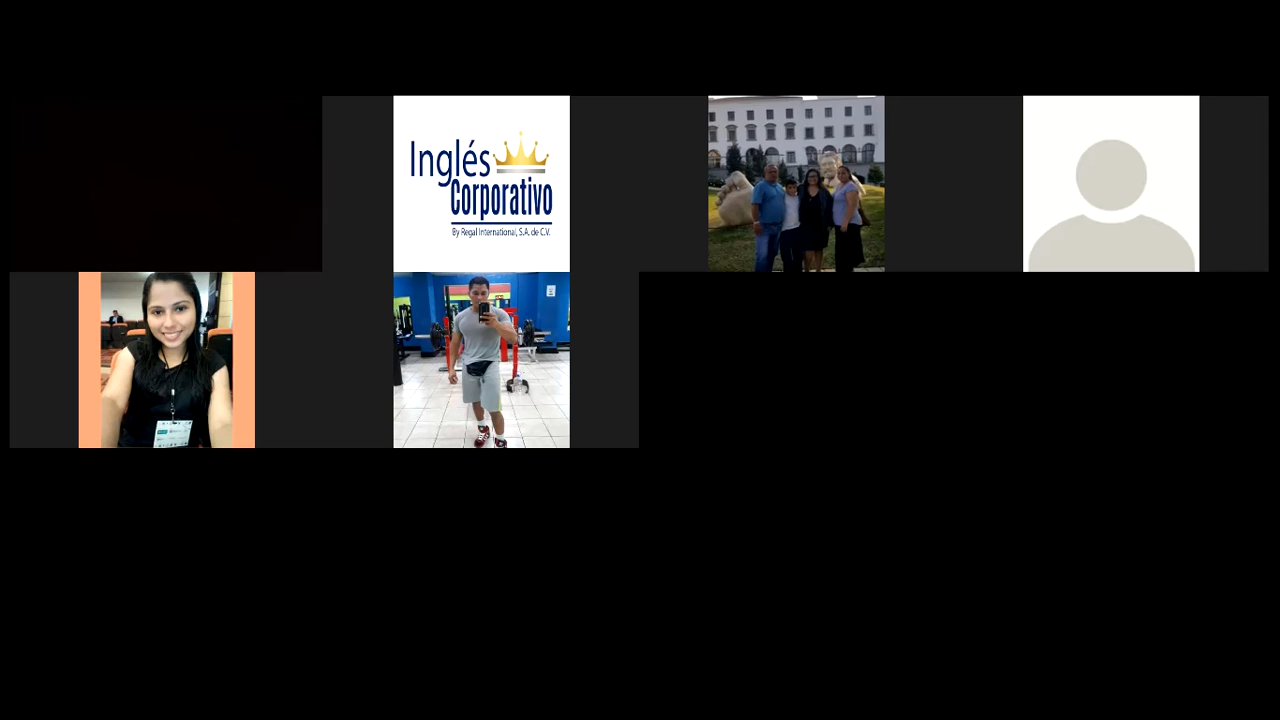 Inglés
Corporativo
By Regal International, S.A. de C.V.